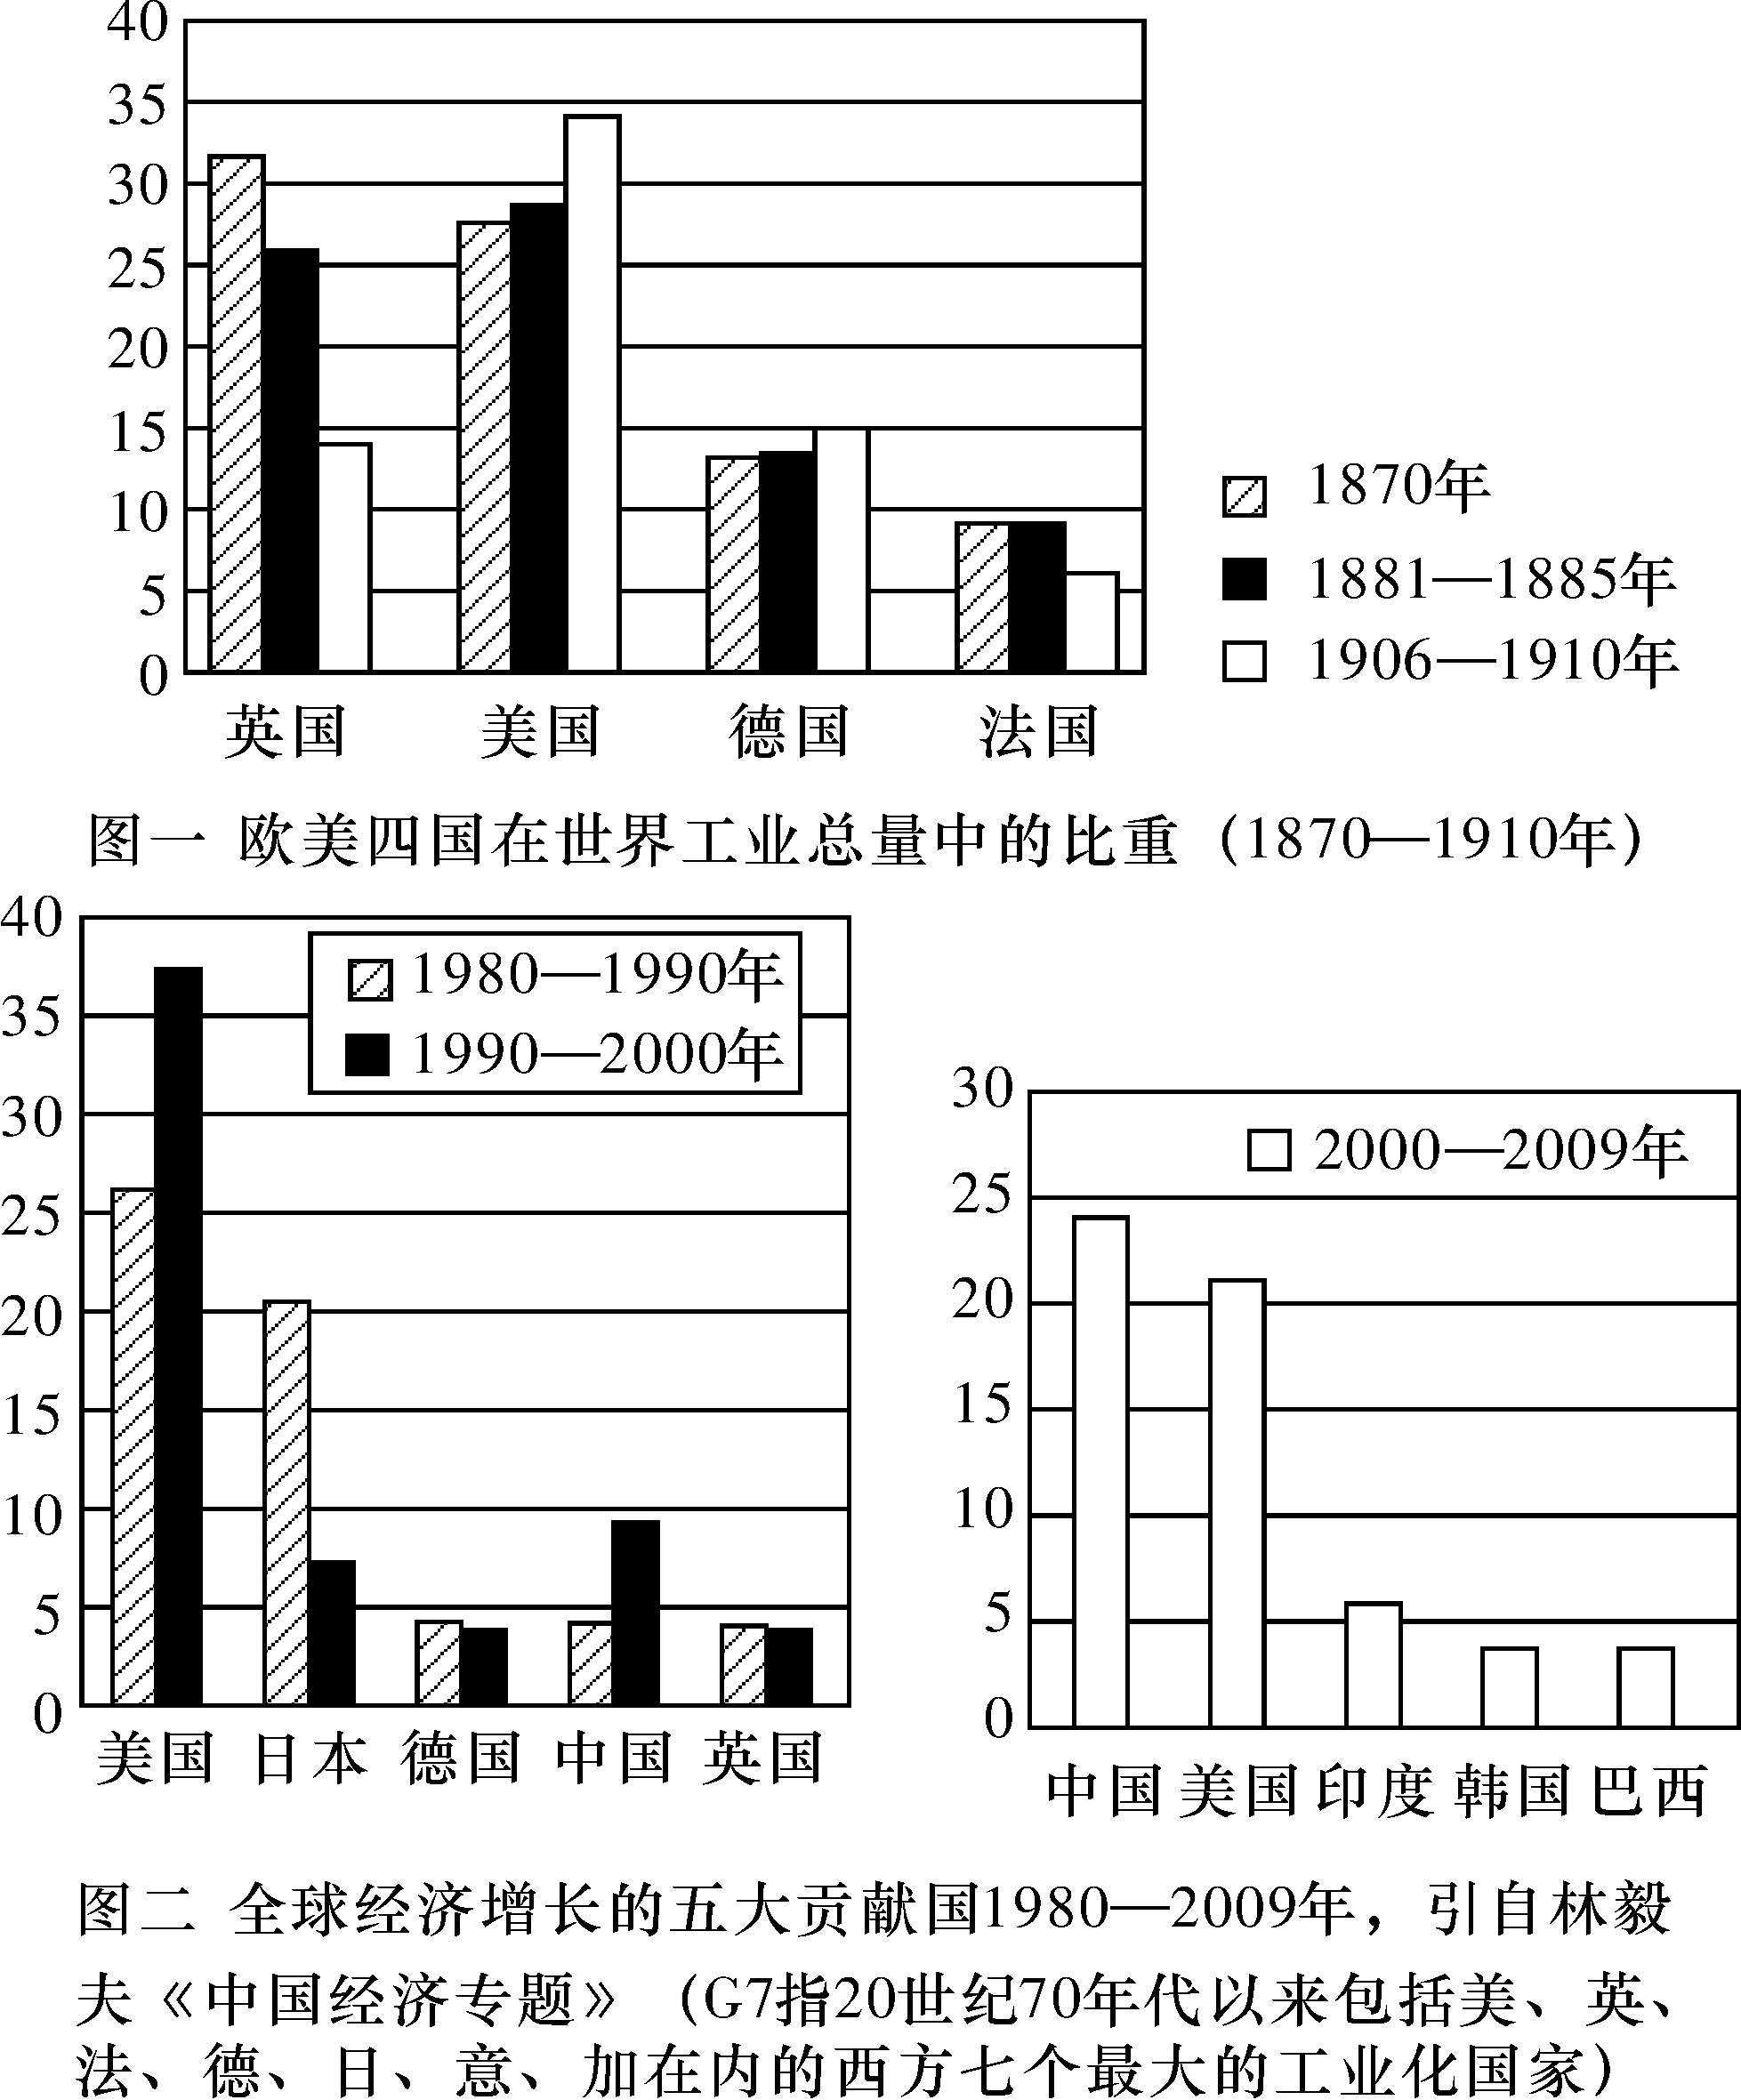 40
35
30
25
20
15
10
5
0
英国 美国 德国 法国
1870年
1881—1885年
1906—1910年
图一 欧美四国在世界工业总量中的比重（1870—1910年）
40
35
30
25
20
15
10
5
0
1980—1990年
1990—2000年
美国 日本 德国 中国 英国
30
25
20
15
10
5
0
2000—2009年
中国 美国 印度 韩国 巴西
图二 全球经济增长的五大贡献国1980—2009年，引自林毅
夫《中国经济专题》（G7指20世纪70年代以来包括美、英、
法、德、日、意、加在内的西方七个最大的工业化国家）